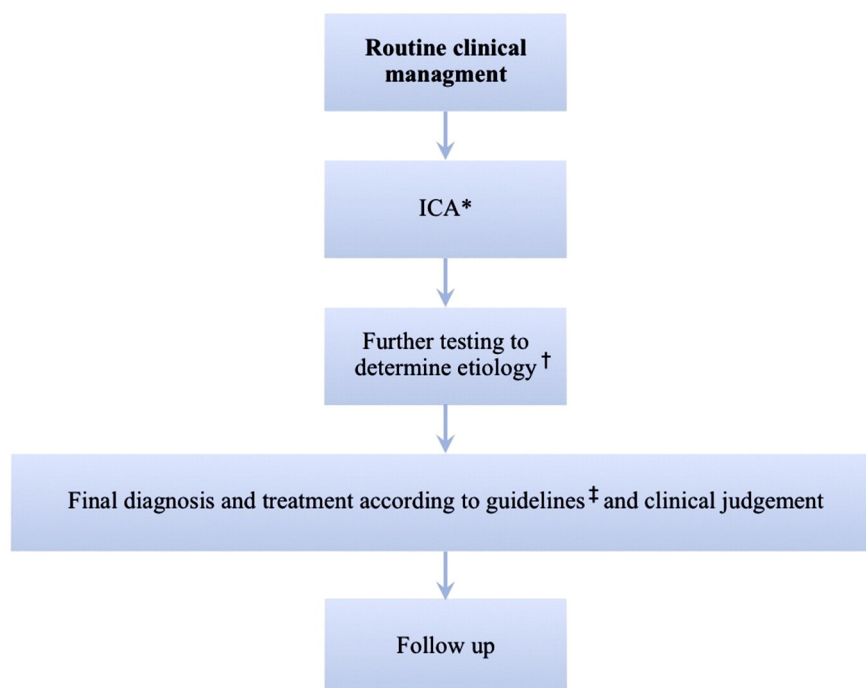 Routine clinical
managment
ICA*
Further testing to
determine etiology†
Final diagnosis and treatment according to guidelines‡ and clinical judgement
Follow up